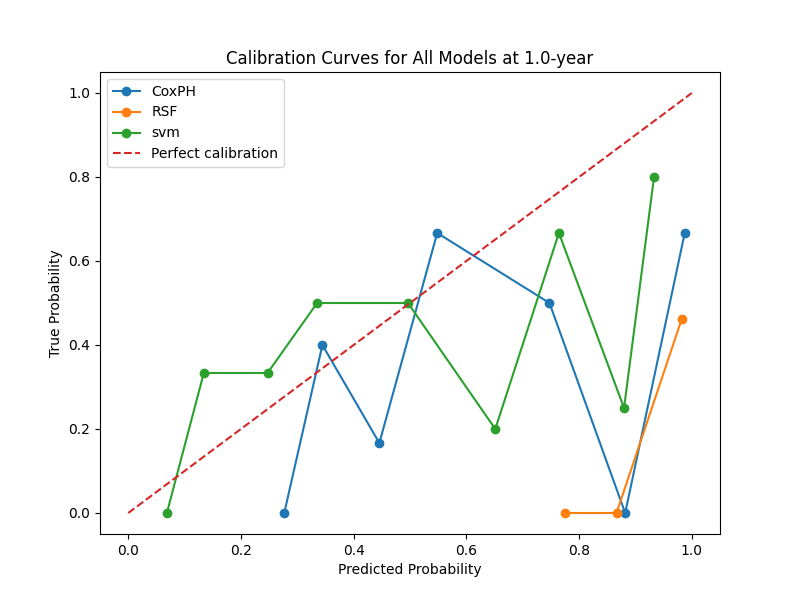 Calibration Curves for All Models at 1.0-year
CoxPH
RSF
svm
Perfect calibration
1.0
0.8
0.6
0.4
0.2
0.0
True Probability
0.0 0.2 0.4 0.6 0.8 1.0
Predicted Probability